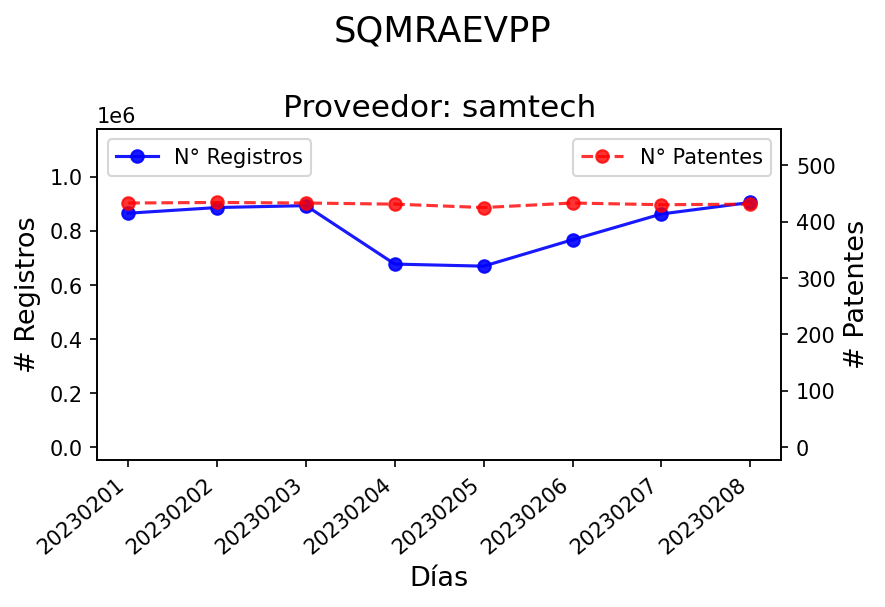 SQMRAEVPP
Proveedor: samtech
1e6
N° Registros
N° Patentes
# Registros
1.0
0.8
0.6
0.4
0.2
0.0
# Patentes
500
400
300
200
100
0
20230201
20230202
20230203
20230204
20230205
20230206
20230207
20230208
Días